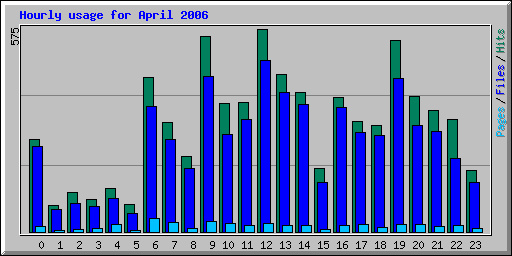 Hourly usage for April 2006
575
Pages / Files / Hits
0 1 2 3 4 5 6 7 8 9 10 11 12 13 14 15 16 17 18 19 20 21 22 23